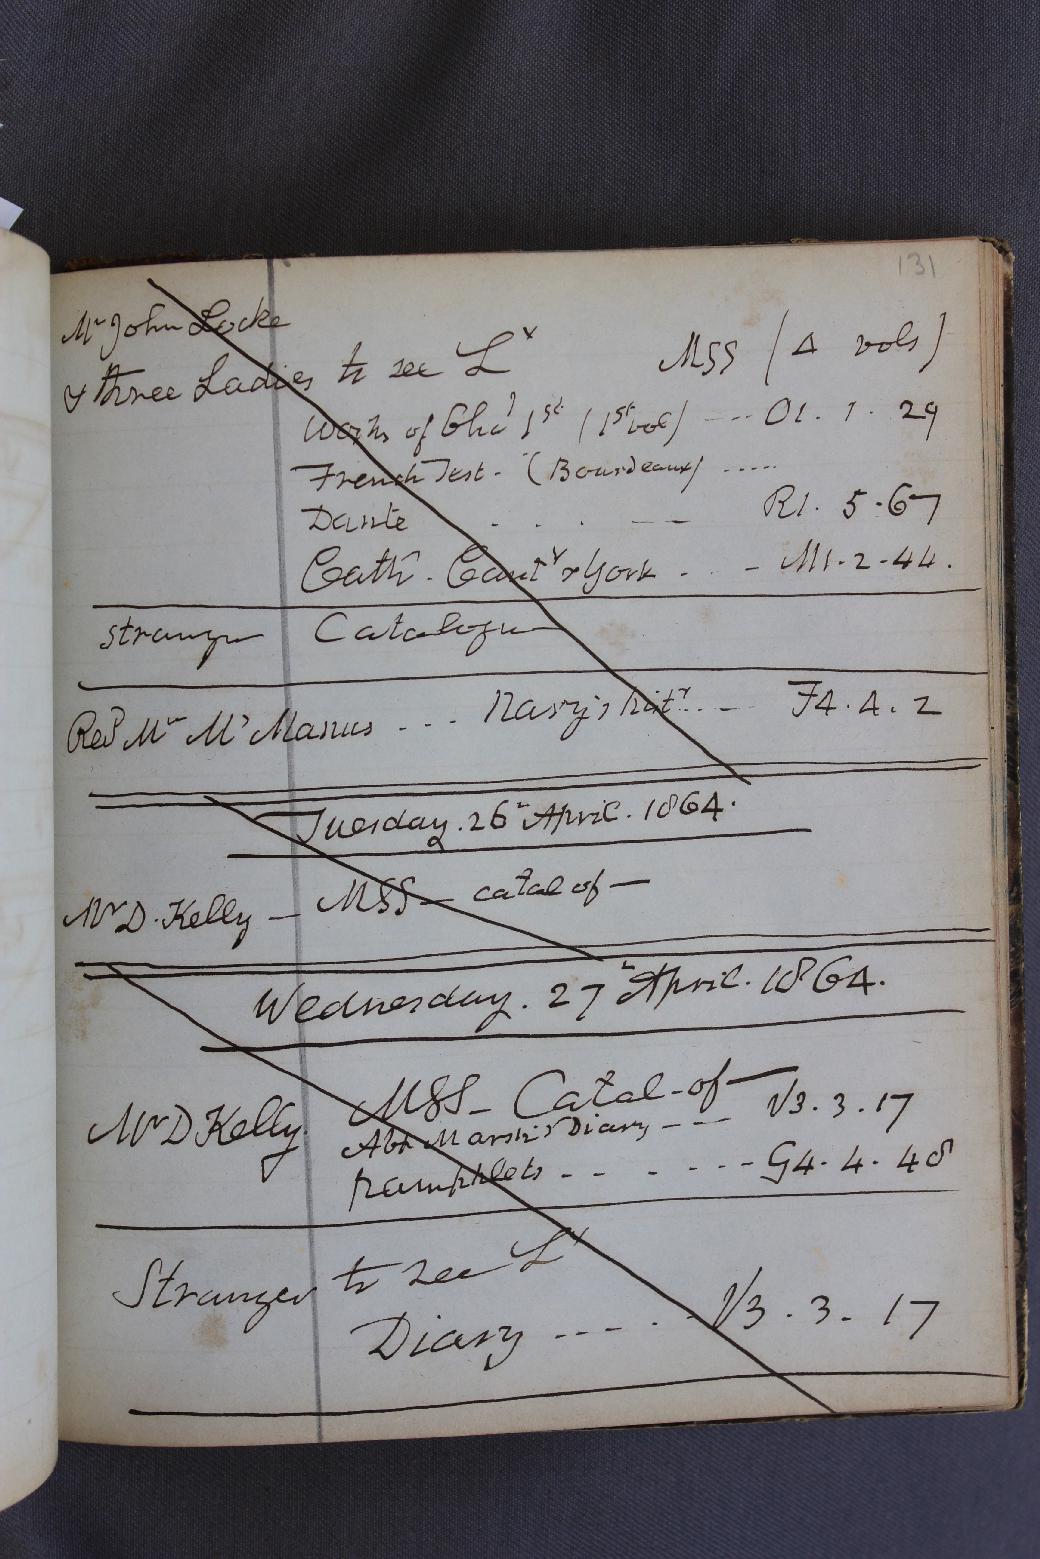 131
Mr John Locke
& three Ladies to see Ly MSS (4 vols)
Works of Chas 1st (1st vol) --- O1. 1. 29
French Test. (Bourdeaux) .....
Dante . . . . — R1. 5. 67
Cath. Canty & York . . - M1. 2. 44.
Stranger Catalogue
Revd Mr Mc Manus . - - Navy's Hist . . . — F4. 4. 2
Tuesday. 26th April. 1864.
Mr D. Kelly — MSS — catal of —
Wednesday. 27th April. 1864.
Mr D Kelly MSS — Catal-of —
Abp Marsh's Diary — — — V3. 3. 17
Pamphlets - - - - - - - G4. 4. 48
Stranger to see Ly
Diary - - - - - - V3. 3. 17